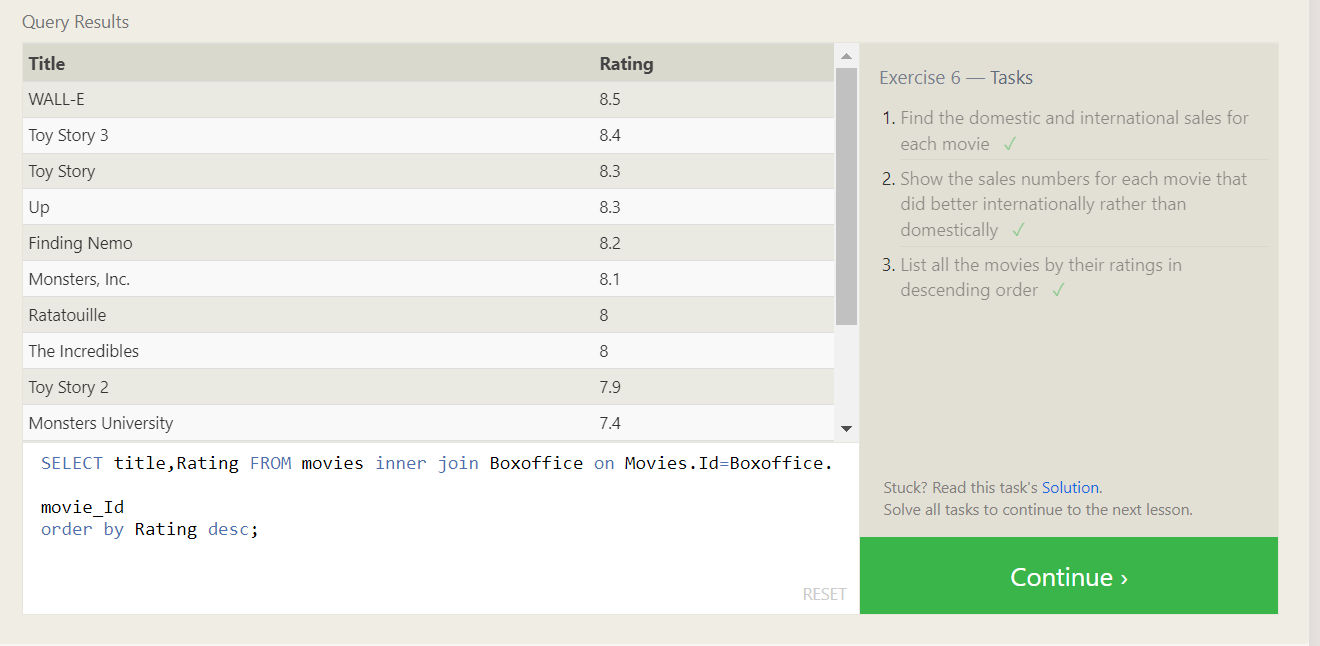 Query Results
Title Rating
WALL-E 8.5
Toy Story 3 8.4
Toy Story 8.3
Up 8.3
Finding Nemo 8.2
Monsters, Inc. 8.1
Ratatouille 8
The Incredibles 8
Toy Story 2 7.9
Monsters University 7.4
SELECT title,Rating FROM movies inner join Boxoffice on Movies.Id=Boxoffice.
movie_Id
order by Rating desc;
RESET
Exercise 6 — Tasks
1. Find the domestic and international sales for
each movie ✓
2. Show the sales numbers for each movie that
did better internationally rather than
domestically ✓
3. List all the movies by their ratings in
descending order ✓
Stuck? Read this task's Solution.
Solve all tasks to continue to the next lesson.
Continue ›